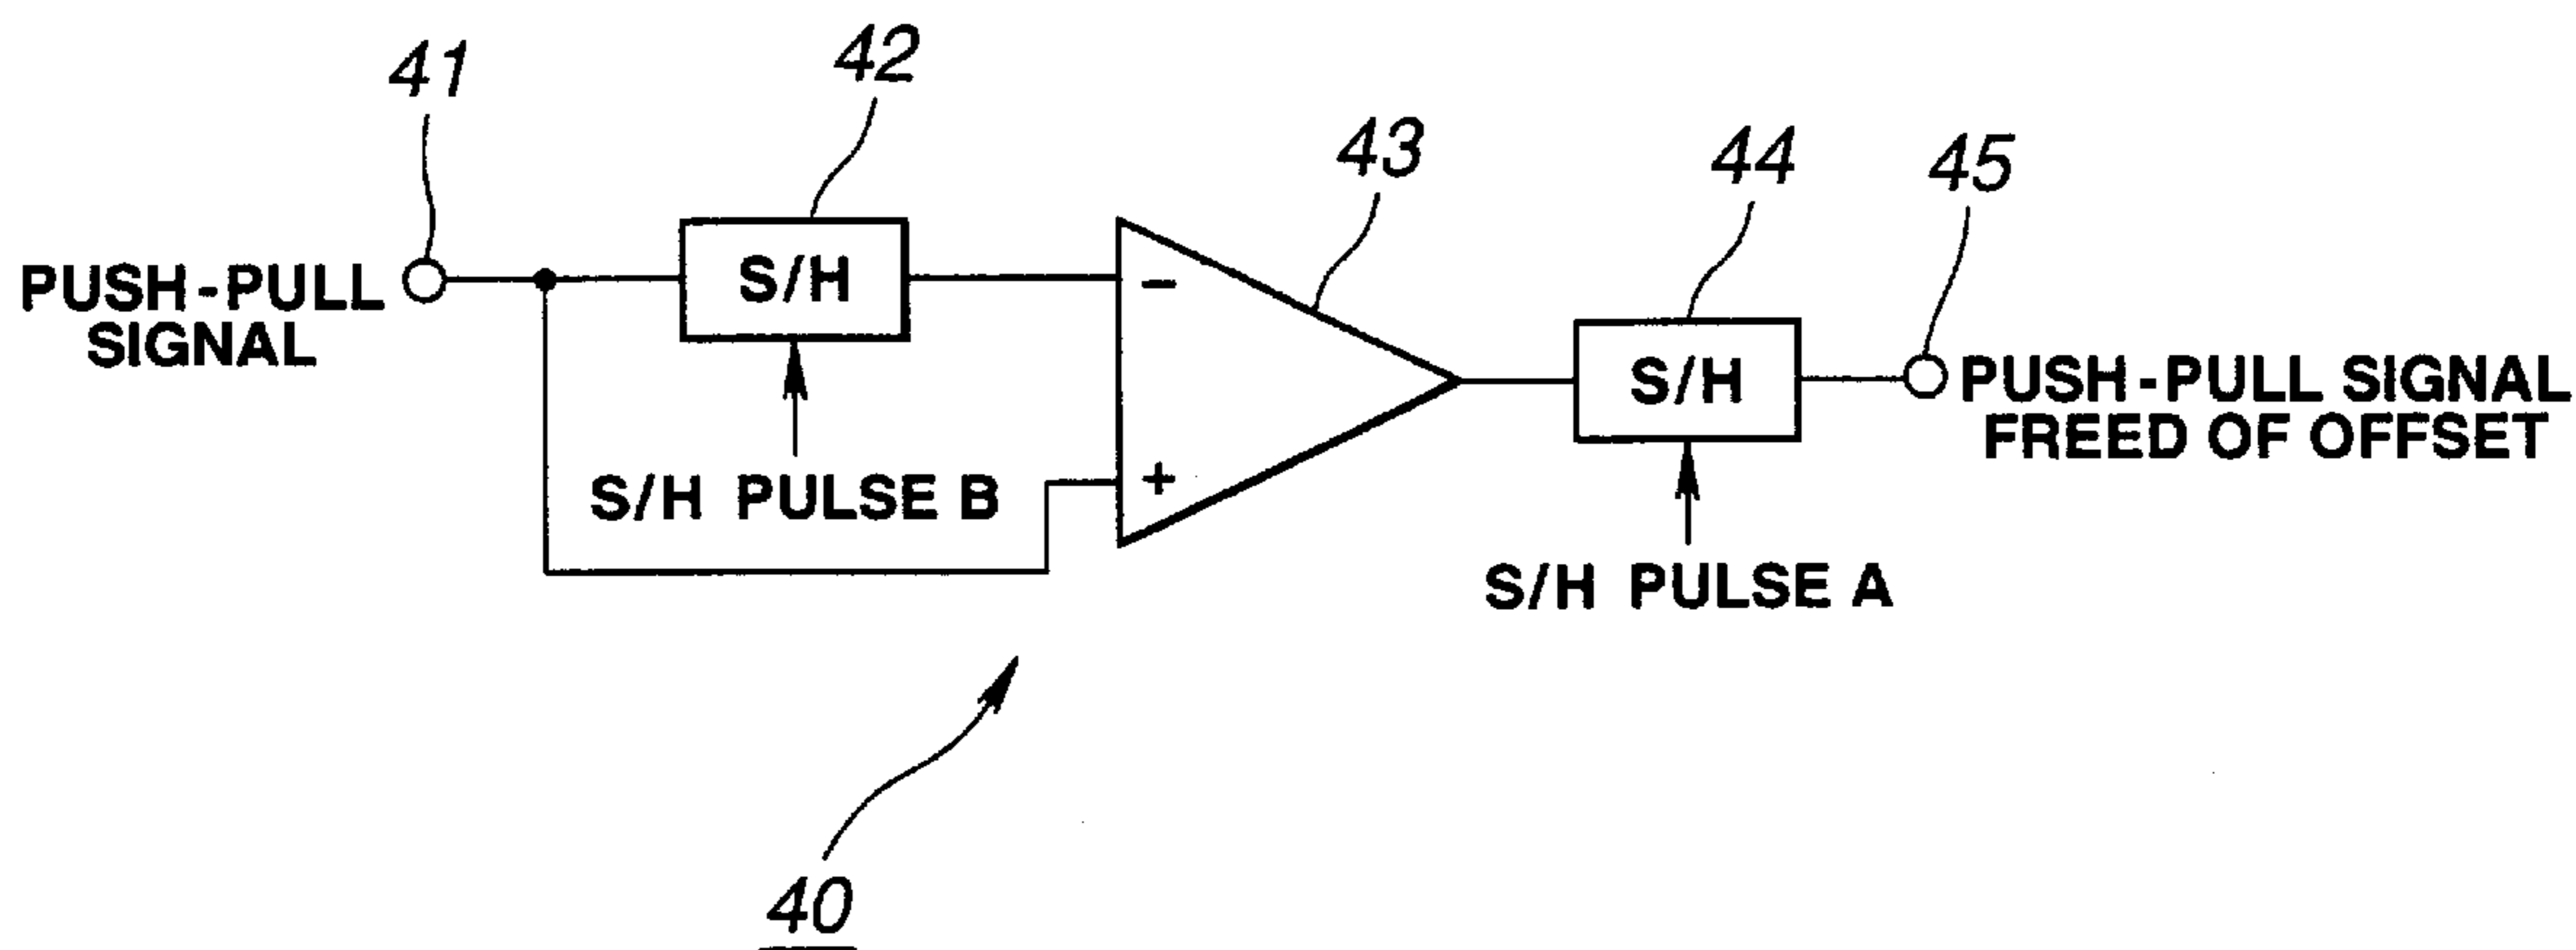 41
42
43
44
45
PUSH-PULL
SIGNAL
S/H
−
+
S/H PULSE B
S/H
S/H PULSE A
PUSH-PULL SIGNAL
FREED OF OFFSET
40